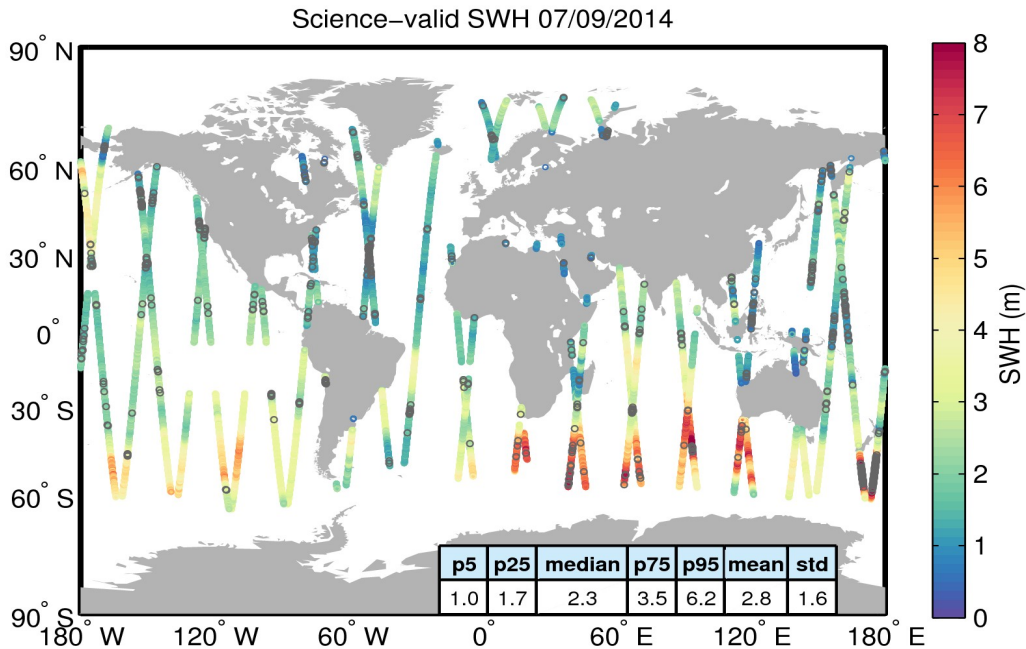 Science−valid SWH 07/09/2014
90° N
60° N
30° N
0°
30° S
60° S
90° S
180° W
120° W
60° W
0°
60° E
120° E
180° E
p5 p25 median p75 p95 mean std
1.0 1.7 2.3 3.5 6.2 2.8 1.6
8
7
6
5
4
3
2
1
0
SWH (m)